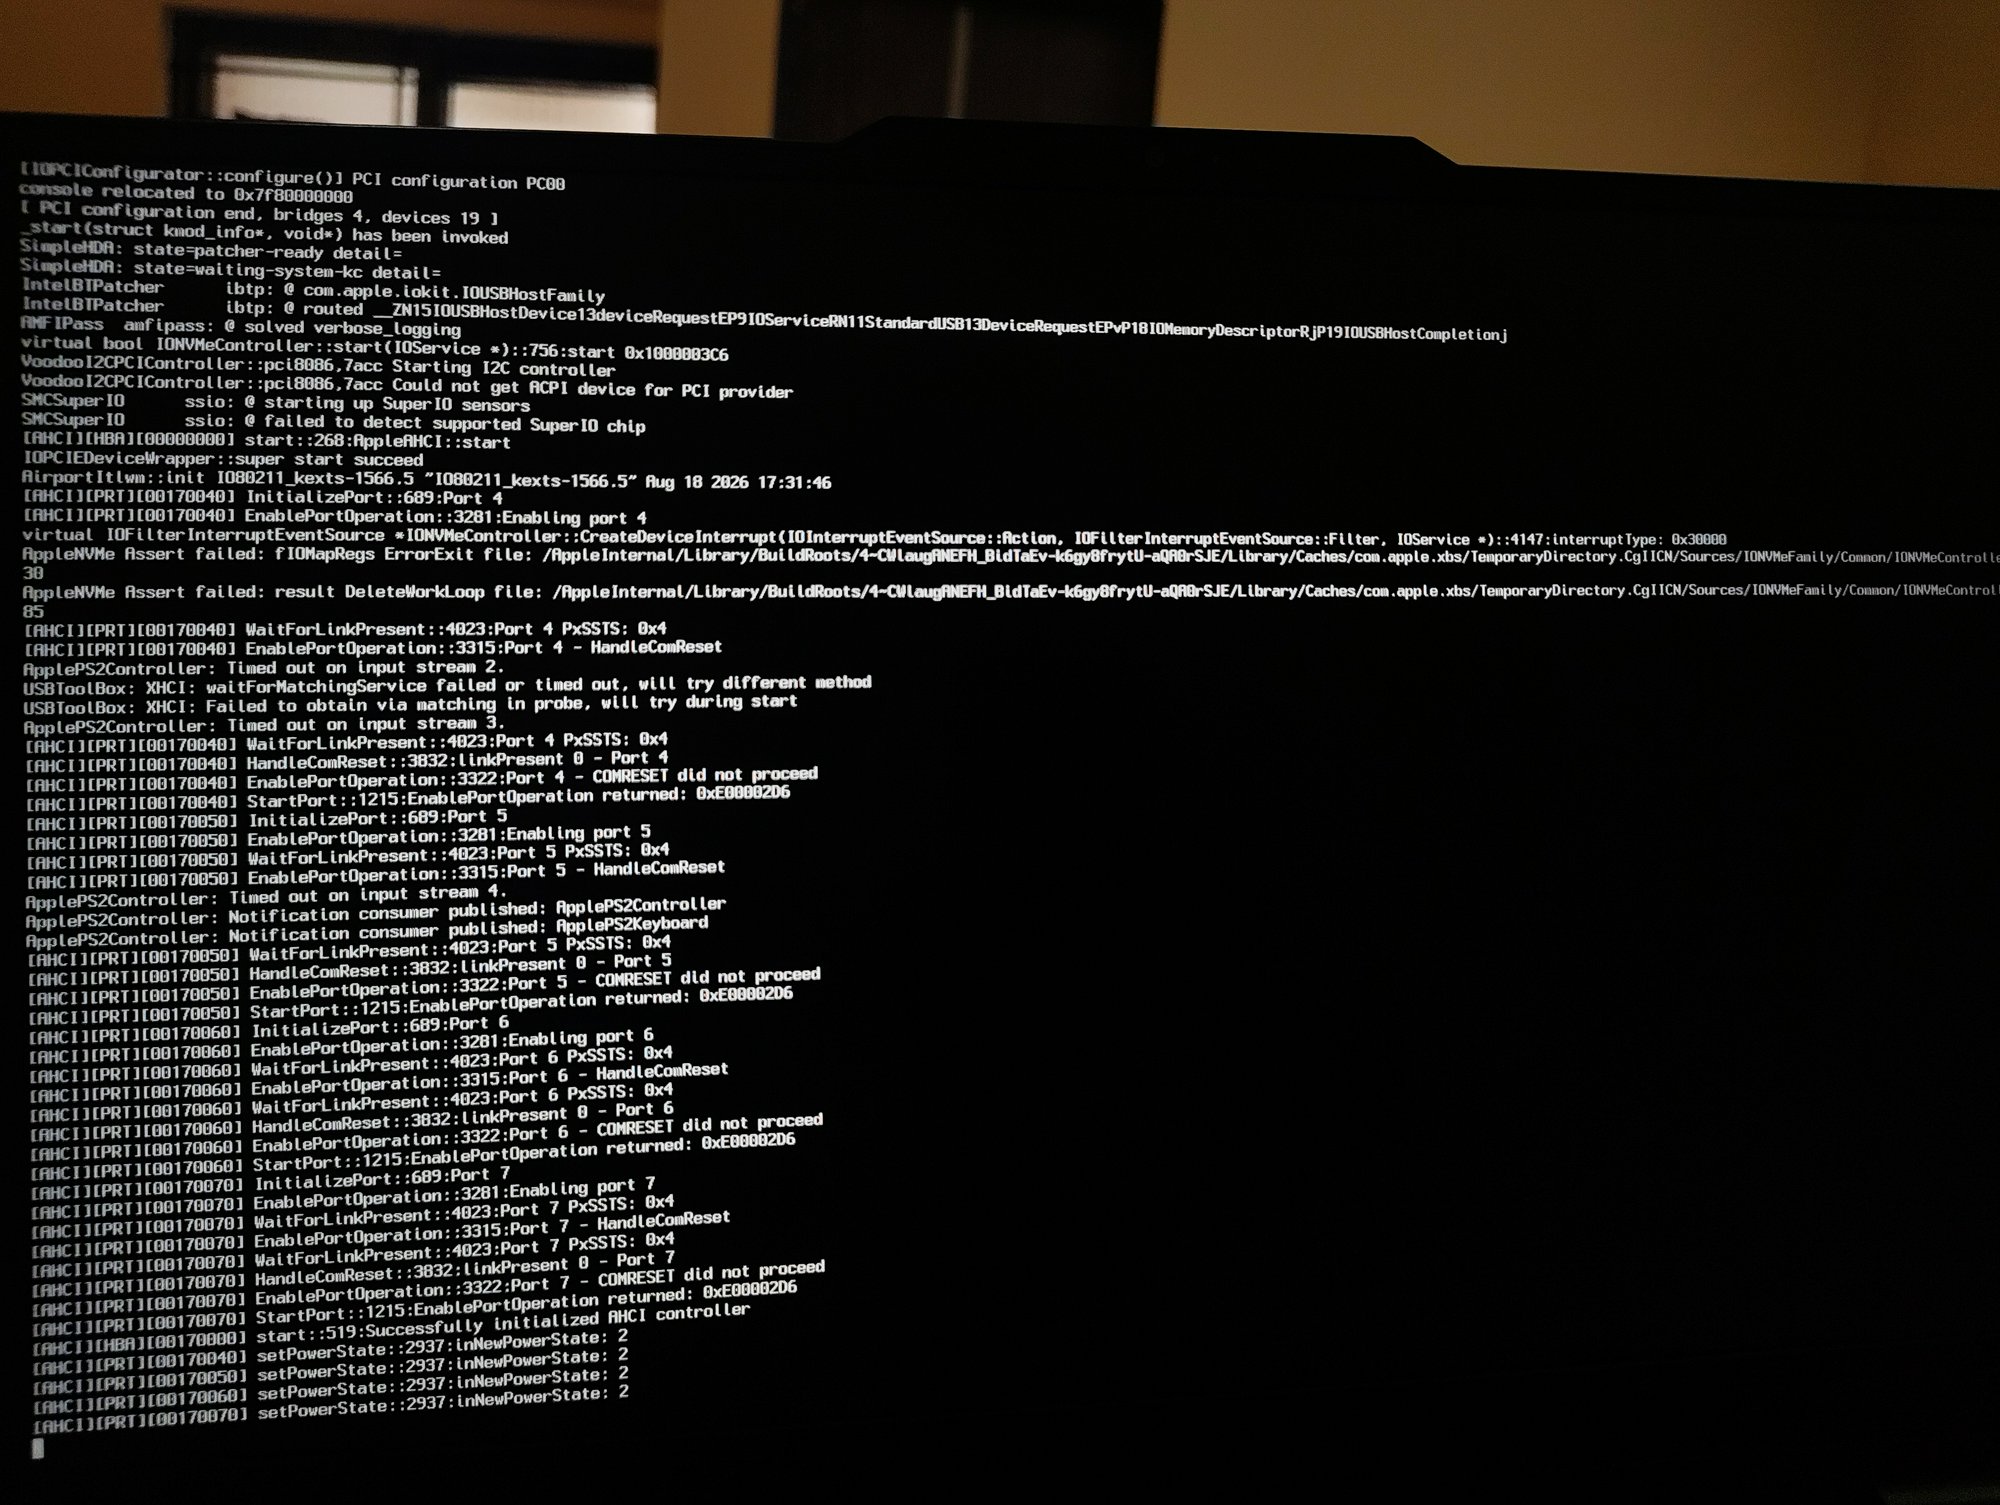 [IOPCIConfigurator::configure()] PCI configuration PC00
console relocated to 0x7f80000000
[ PCI configuration end, bridges 4, devices 19 ]
_start(struct kmod_info*, void*) has been invoked
SimpleHDA: state=patcher-ready detail=
SimpleHDA: state=waiting-system-kc detail=
IntelBTPatcher ibtp: @ com.apple.iokit.IOUSBHostFamily
IntelBTPatcher ibtp: @ routed __ZN15IOUSBHostDevice13deviceRequestEP9IOServiceRN11StandardUSB13DeviceRequestEPvP18IOMemoryDescriptorRjP19IOUSBHostCompletionj
AMFIPass amfipass: @ solved verbose_logging
virtual bool IONVMeController::start(IOService *)::756:start 0x1000003C6
VoodooI2CPCIController::pci8086,7acc Starting I2C controller
VoodooI2CPCIController::pci8086,7acc Could not get ACPI device for PCI provider
SMCSuperIO ssio: @ starting up SuperIO sensors
SMCSuperIO ssio: @ failed to detect supported SuperIO chip
[AHCI][HBA][00000000] start::268:AppleAHCI::start
IOPCIEDeviceWrapper::super start succeed
AirportItlwm::init IO80211_kexts-1566.5 "IO80211_kexts-1566.5" Aug 18 2026 17:31:46
[AHCI][PRT][00170040] InitializePort::689:Port 4
[AHCI][PRT][00170040] EnablePortOperation::3281:Enabling port 4
virtual IOFilterInterruptEventSource *IONVMeController::CreateDeviceInterrupt(IOInterruptEventSource::Action, IOFilterInterruptEventSource::Filter, IOService *)::4147:interruptType: 0x30000
AppleNVMe Assert failed: fIOMapRegs ErrorExit file: /AppleInternal/Library/BuildRoots/4~CWlaugANEFH_BidTaEv-k6gy8frytU-aQA0rSJE/Library/Caches/com.apple.xbs/TemporaryDirectory.CgIICN/Sources/IONVMeFamily/Common/IONVMeControlle
30
AppleNVMe Assert failed: result DeleteWorkLoop file: /AppleInternal/Library/BuildRoots/4~CWlaugANEFH_BidTaEv-k6gy8frytU-aQA0rSJE/Library/Caches/com.apple.xbs/TemporaryDirectory.CgIICN/Sources/IONVMeFamily/Common/IONVMeControl
85
[AHCI][PRT][00170040] WaitForLinkPresent::4023:Port 4 PxSSTS: 0x4
[AHCI][PRT][00170040] EnablePortOperation::3315:Port 4 - HandleComReset
ApplePS2Controller: Timed out on input stream 2.
USBToolBox: XHCI: waitForMatchingService failed or timed out, will try different method
USBToolBox: XHCI: Failed to obtain via matching in probe, will try during start
ApplePS2Controller: Timed out on input stream 3.
[AHCI][PRT][00170040] WaitForLinkPresent::4023:Port 4 PxSSTS: 0x4
[AHCI][PRT][00170040] HandleComReset::3832:linkPresent 0 - Port 4
[AHCI][PRT][00170040] EnablePortOperation::3322:Port 4 - COMRESET did not proceed
[AHCI][PRT][00170040] StartPort::1215:EnablePortOperation returned: 0xE00002D6
[AHCI][PRT][00170050] InitializePort::689:Port 5
[AHCI][PRT][00170050] EnablePortOperation::3281:Enabling port 5
[AHCI][PRT][00170050] WaitForLinkPresent::4023:Port 5 PxSSTS: 0x4
[AHCI][PRT][00170050] EnablePortOperation::3315:Port 5 - HandleComReset
ApplePS2Controller: Timed out on input stream 4.
ApplePS2Controller: Notification consumer published: ApplePS2Controller
ApplePS2Controller: Notification consumer published: ApplePS2Keyboard
[AHCI][PRT][00170050] WaitForLinkPresent::4023:Port 5 PxSSTS: 0x4
[AHCI][PRT][00170050] HandleComReset::3832:linkPresent 0 - Port 5
[AHCI][PRT][00170050] EnablePortOperation::3322:Port 5 - COMRESET did not proceed
[AHCI][PRT][00170050] StartPort::1215:EnablePortOperation returned: 0xE00002D6
[AHCI][PRT][00170060] InitializePort::689:Port 6
[AHCI][PRT][00170060] EnablePortOperation::3281:Enabling port 6
[AHCI][PRT][00170060] WaitForLinkPresent::4023:Port 6 PxSSTS: 0x4
[AHCI][PRT][00170060] EnablePortOperation::3315:Port 6 - HandleComReset
[AHCI][PRT][00170060] WaitForLinkPresent::4023:Port 6 PxSSTS: 0x4
[AHCI][PRT][00170060] HandleComReset::3832:linkPresent 0 - Port 6
[AHCI][PRT][00170060] EnablePortOperation::3322:Port 6 - COMRESET did not proceed
[AHCI][PRT][00170060] StartPort::1215:EnablePortOperation returned: 0xE00002D6
[AHCI][PRT][00170070] InitializePort::689:Port 7
[AHCI][PRT][00170070] EnablePortOperation::3281:Enabling port 7
[AHCI][PRT][00170070] WaitForLinkPresent::4023:Port 7 PxSSTS: 0x4
[AHCI][PRT][00170070] EnablePortOperation::3315:Port 7 - HandleComReset
[AHCI][PRT][00170070] WaitForLinkPresent::4023:Port 7 PxSSTS: 0x4
[AHCI][PRT][00170070] HandleComReset::3832:linkPresent 0 - Port 7
[AHCI][PRT][00170070] EnablePortOperation::3322:Port 7 - COMRESET did not proceed
[AHCI][PRT][00170070] StartPort::1215:EnablePortOperation returned: 0xE00002D6
[AHCI][HBA][00170000] start::519:Successfully initialized AHCI controller
[AHCI][PRT][00170040] setPowerState::2937:inNewPowerState: 2
[AHCI][PRT][00170050] setPowerState::2937:inNewPowerState: 2
[AHCI][PRT][00170060] setPowerState::2937:inNewPowerState: 2
[AHCI][PRT][00170070] setPowerState::2937:inNewPowerState: 2